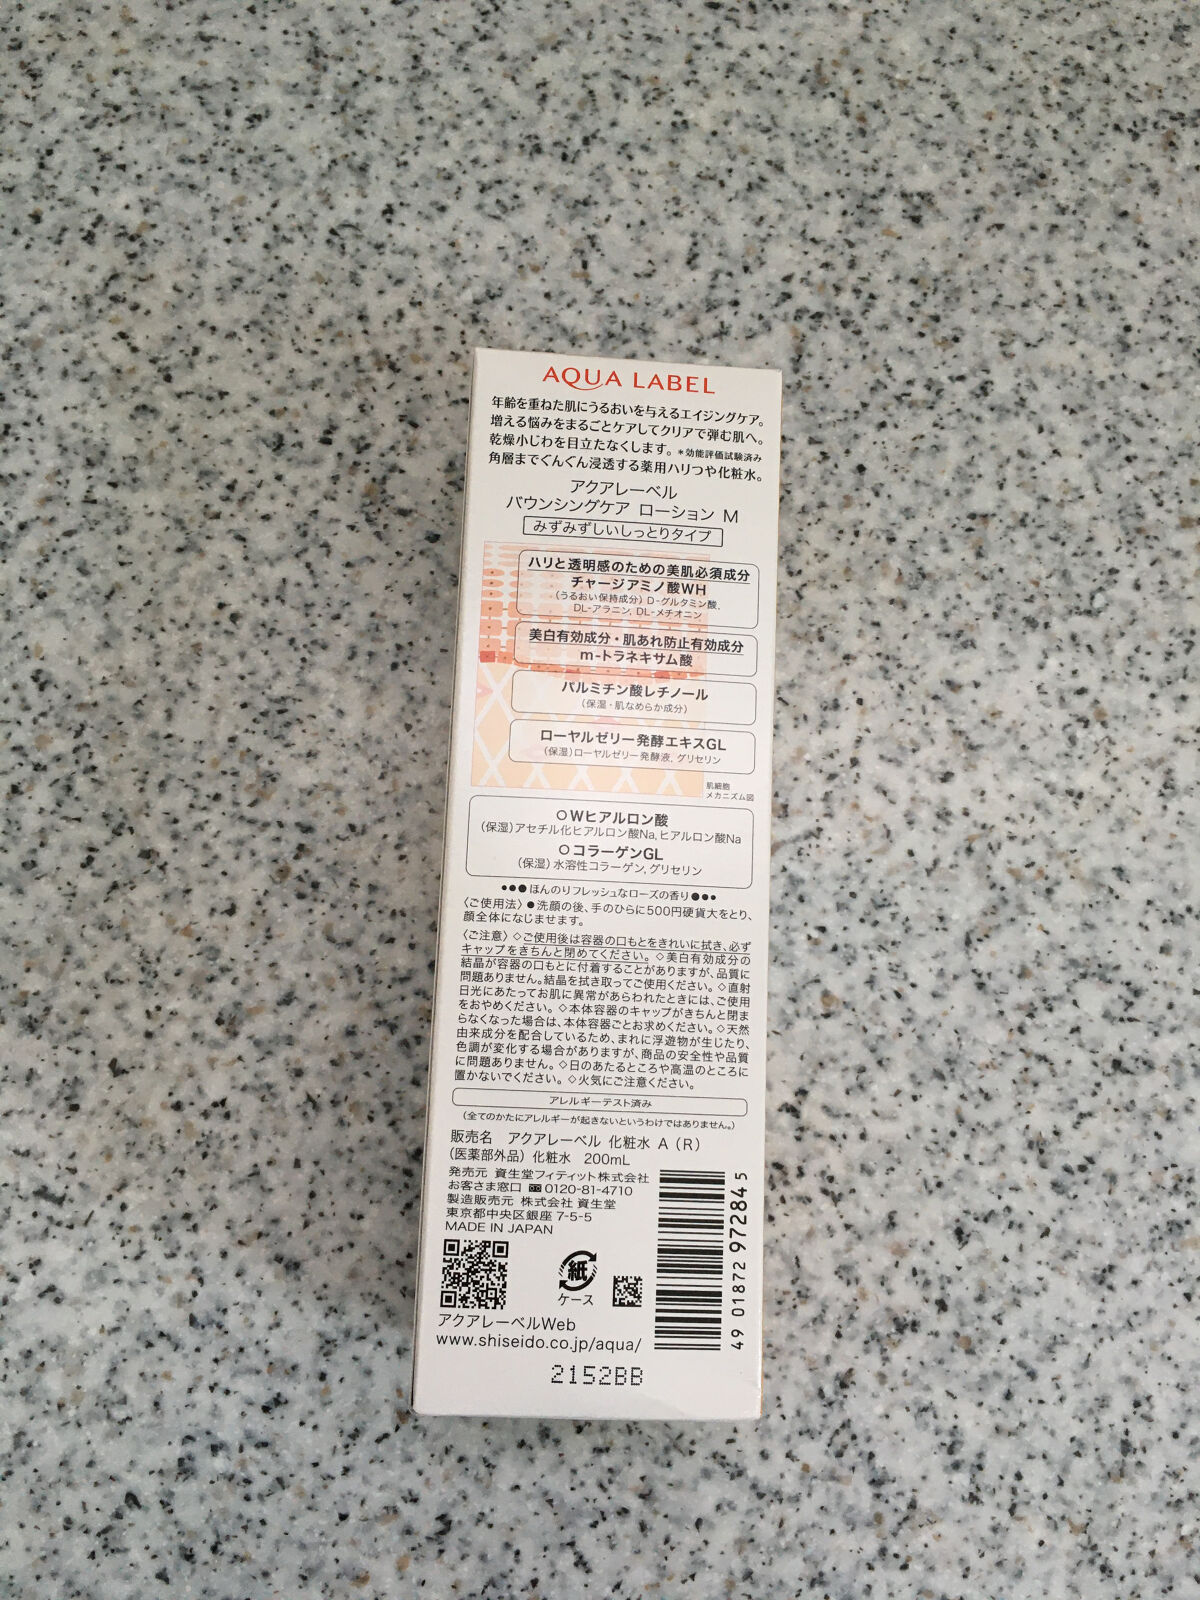 AQUA LABEL
年齢を重ねた肌にうるおいを与えるエイジングケア。
増える悩みをまるごとケアしてクリアで弾む肌へ。
乾燥小じわを目立たなくします。*効能評価試験済み
角層までぐんぐん浸透する薬用ハリつや化粧水。
アクアレーベル
バウンシングケア ローション M
みずみずしいしっとりタイプ
ハリと透明感のための美肌必須成分
チャージアミノ酸WH
(うるおい保持成分) D-グルタミン酸,
DL-アラニン, DL-メチオニン
美白有効成分・肌あれ防止有効成分
m-トラネキサム酸
パルミチン酸レチノール
(保湿・肌なめらか成分)
ローヤルゼリー発酵エキスGL
(保湿)ローヤルゼリー発酵液, グリセリン
肌細胞
メカニズム図
○Wヒアルロン酸
(保湿)アセチル化ヒアルロン酸Na, ヒアルロン酸Na
○コラーゲンGL
(保湿) 水溶性コラーゲン, グリセリン
●●●ほんのりフレッシュなローズの香り●●●
〈ご使用法〉●洗顔の後、手のひらに500円硬貨大をとり、
顔全体になじませます。
〈ご注意〉◇ご使用後は容器の口もとをきれいに拭き、必ず
キャップをきちんと閉めてください。◇美白有効成分の
結晶が容器の口もとに付着することがありますが、品質に
問題ありません。結晶を拭き取ってご使用ください。◇直射
日光にあたってお肌に異常があらわれたときには、ご使用
をおやめください。◇本体容器のキャップがきちんと閉ま
らなくなった場合は、本体容器ごとお求めください。◇天然
由来成分を配合しているため、まれに浮遊物が生じたり、
色調が変化する場合がありますが、商品の安全性や品質
に問題ありません。◇日のあたるところや高温のところに
置かないでください。◇火気にご注意ください。
アレルギーテスト済み
(全てのかたにアレルギーが起きないというわけではありません。)
販売名 アクアレーベル 化粧水 A (R)
(医薬部外品) 化粧水 200mL
発売元 資生堂フィティット株式会社
お客さま窓口 0120-81-4710
製造販売元 株式会社 資生堂
東京都中央区銀座 7-5-5
MADE IN JAPAN
紙
ケース
アクアレーベルWeb
www.shiseido.co.jp/aqua/
4901872972845
2152BB